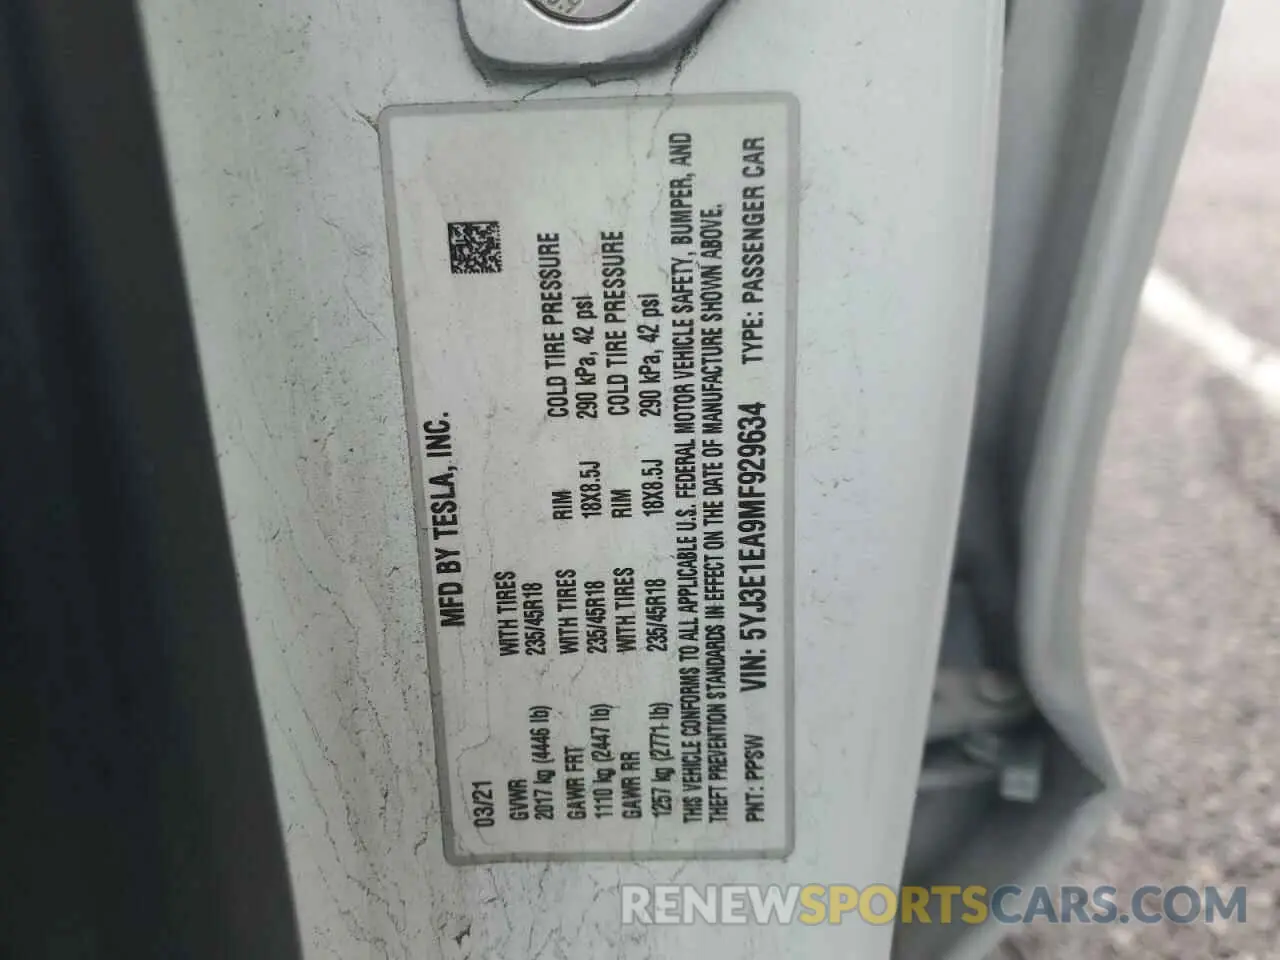 MFD BY TESLA, INC.
03/21
GVWR WITH TIRES
2017 kg (4446 lb) 235/45R18
GAWR FRT WITH TIRES RIM COLD TIRE PRESSURE
1110 kg (2447 lb) 235/45R18 18X8.5J 290 kPa, 42 psi
GAWR RR WITH TIRES RIM COLD TIRE PRESSURE
1257 kg (2771 lb) 235/45R18 18X8.5J 290 kPa, 42 psi
THIS VEHICLE CONFORMS TO ALL APPLICABLE U.S. FEDERAL MOTOR VEHICLE SAFETY, BUMPER, AND
THEFT PREVENTION STANDARDS IN EFFECT ON THE DATE OF MANUFACTURE SHOWN ABOVE.
PNT: PPSW VIN: 5YJ3E1EA9MF929634 TYPE: PASSENGER CAR
RENEWSPORTSCARS.COM